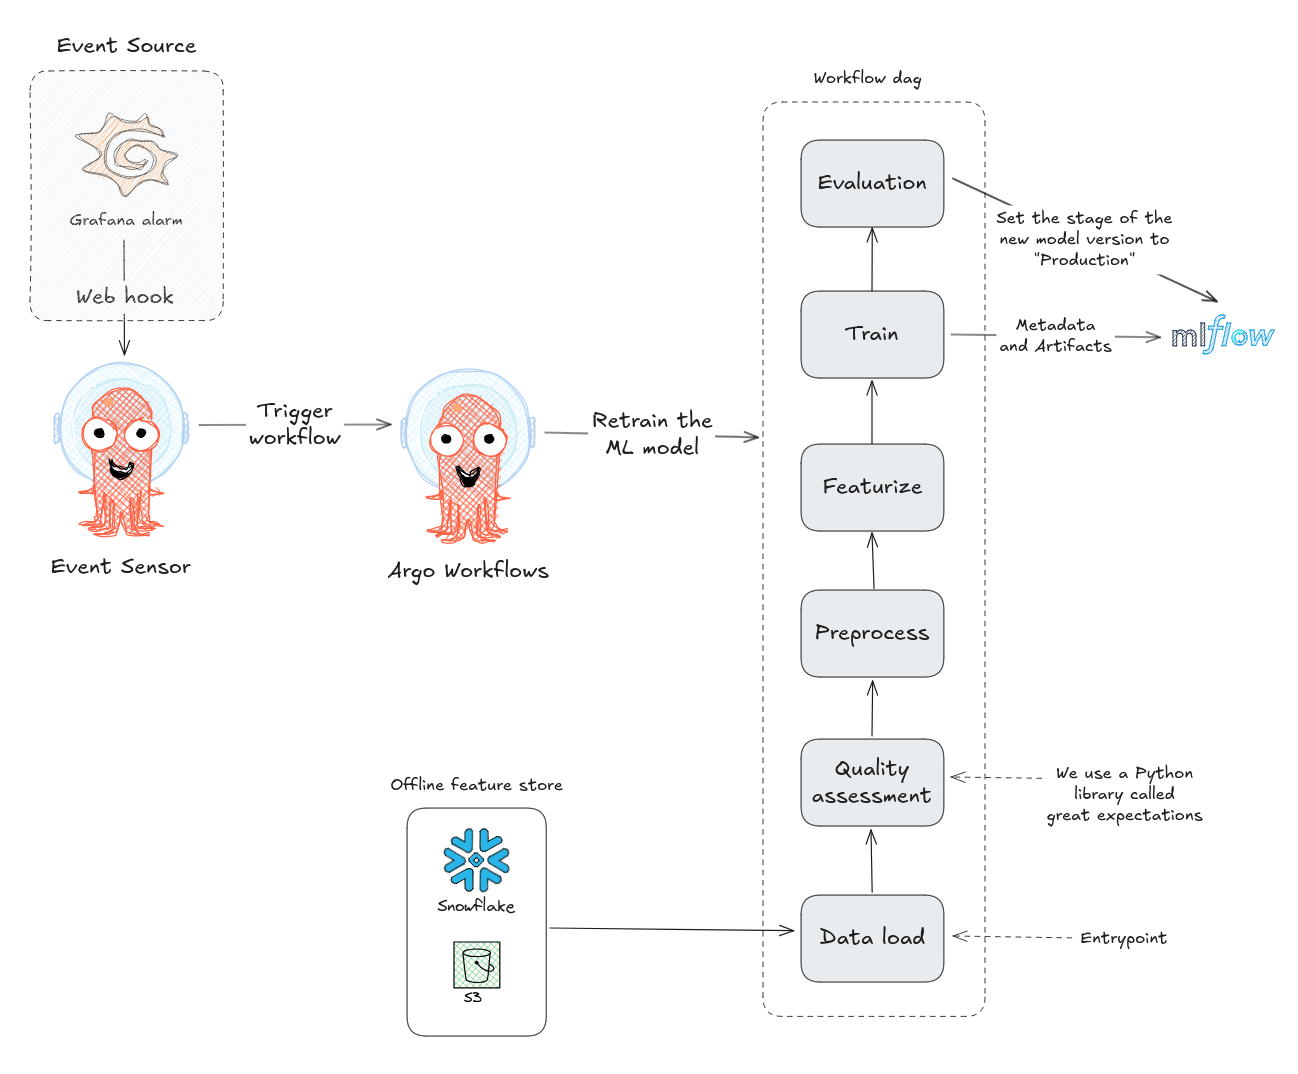 Event Source
Grafana alarm
Web hook
Event Sensor
Trigger
workflow
Argo Workflows
Retrain the
ML model
Workflow dag
Evaluation
Train
Featurize
Preprocess
Quality
assessment
Data load
Set the stage of the
new model version to
"Production"
Metadata
and Artifacts
mlflow
We use a Python
library called
great expectations
Entrypoint
Offline feature store
Snowflake
S3